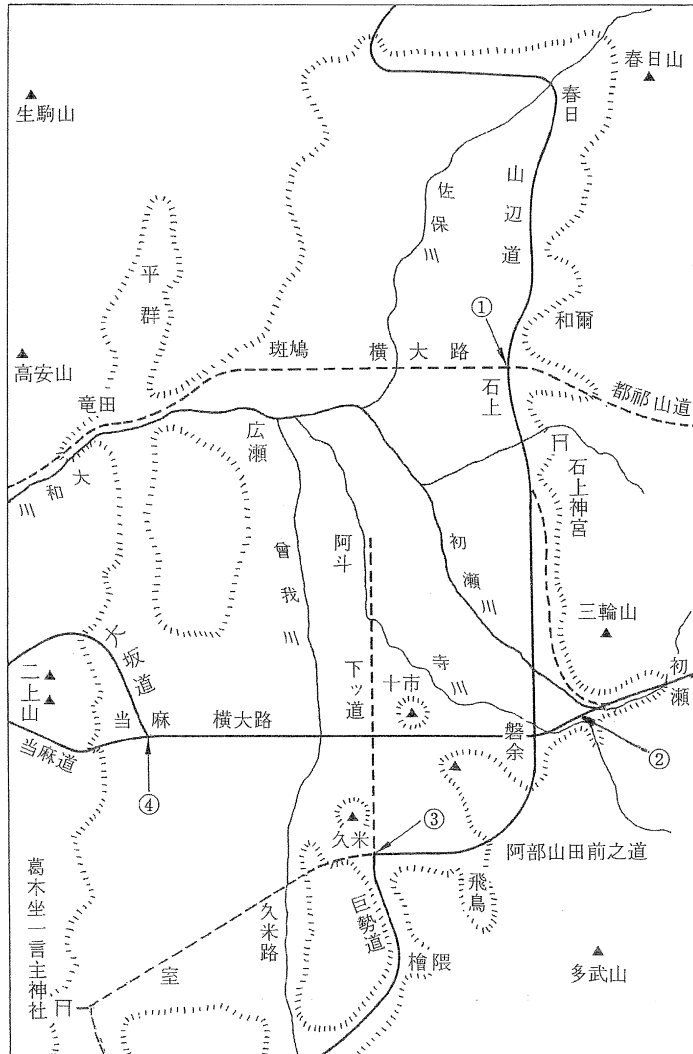 春日山
生駒山
春日
山辺道
佐保川
平群
①
和爾
斑鳩
横大路
高安山
都祁山道
竜田
石上
広瀬
大和川
石上神宮
阿斗
曾我川
初瀬川
三輪山
大坂道
下ッ道
十市
寺川
初瀬
二上山
当麻
横大路
磐余
当麻道
②
④
③
久米
阿部山田前之道
葛木坐一言主神社
飛鳥
巨勢道
久米路
檜隈
室
多武山